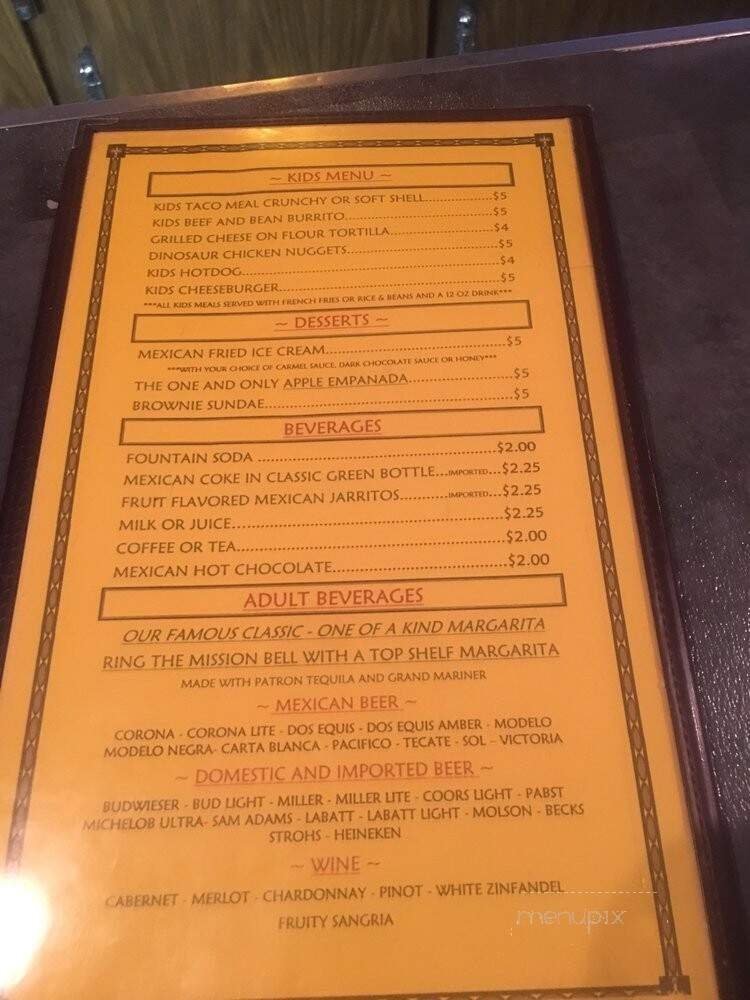 ~ KIDS MENU ~
KIDS TACO MEAL CRUNCHY OR SOFT SHELL....................$5
KIDS BEEF AND BEAN BURRITO....................$5
GRILLED CHEESE ON FLOUR TORTILLA....................$4
DINOSAUR CHICKEN NUGGETS....................$5
KIDS HOTDOG....................$4
KIDS CHEESEBURGER....................$5
***ALL KIDS MEALS SERVED WITH FRENCH FRIES OR RICE & BEANS AND A 12 OZ DRINK***
~ DESSERTS ~
MEXICAN FRIED ICE CREAM....................$5
***WITH YOUR CHOICE OF CARMEL SAUCE, DARK CHOCOLATE SAUCE OR HONEY***
THE ONE AND ONLY APPLE EMPANADA....................$5
BROWNIE SUNDAE....................$5
BEVERAGES
FOUNTAIN SODA ....................$2.00
MEXICAN COKE IN CLASSIC GREEN BOTTLE...IMPORTED...$2.25
FRUIT FLAVORED MEXICAN JARRITOS..........IMPORTED...$2.25
MILK OR JUICE....................$2.25
COFFEE OR TEA....................$2.00
MEXICAN HOT CHOCOLATE....................$2.00
ADULT BEVERAGES
OUR FAMOUS CLASSIC - ONE OF A KIND MARGARITA
RING THE MISSION BELL WITH A TOP SHELF MARGARITA
MADE WITH PATRON TEQUILA AND GRAND MARINER
~ MEXICAN BEER ~
CORONA - CORONA LITE - DOS EQUIS - DOS EQUIS AMBER - MODELO
MODELO NEGRA- CARTA BLANCA - PACIFICO - TECATE - SOL - VICTORIA
~ DOMESTIC AND IMPORTED BEER ~
BUDWIESER - BUD LIGHT - MILLER - MILLER LITE - COORS LIGHT - PABST
MICHELOB ULTRA- SAM ADAMS - LABATT - LABATT LIGHT - MOLSON - BECKS
STROHS - HEINEKEN
~ WINE ~
CABERNET - MERLOT - CHARDONNAY - PINOT - WHITE ZINFANDEL
FRUITY SANGRIA
menupix